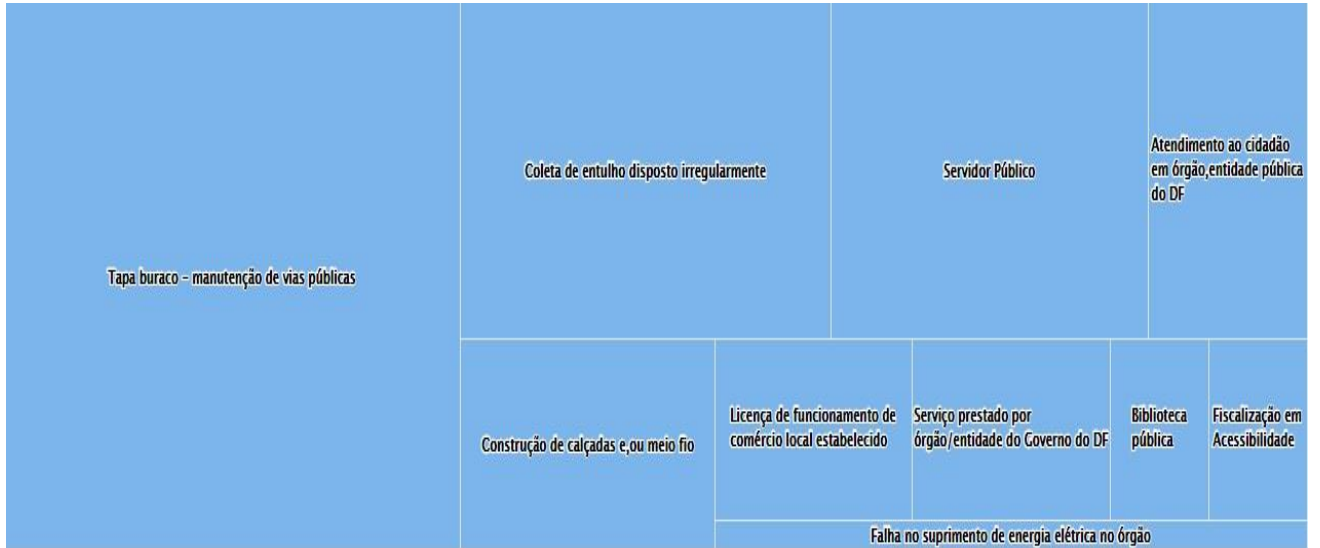 Tapa buraco - manutenção de vias públicas
Coleta de entulho disposto irregularmente
Servidor Público
Atendimento ao cidadão
em órgão,entidade pública
do DF
Construção de calçadas e,ou meio fio
Licença de funcionamento de
comércio local estabelecido
Serviço prestado por
órgão/entidade do Governo do DF
Biblioteca
pública
Fiscalização em
Acessibilidade
Falha no suprimento de energia elétrica no órgão